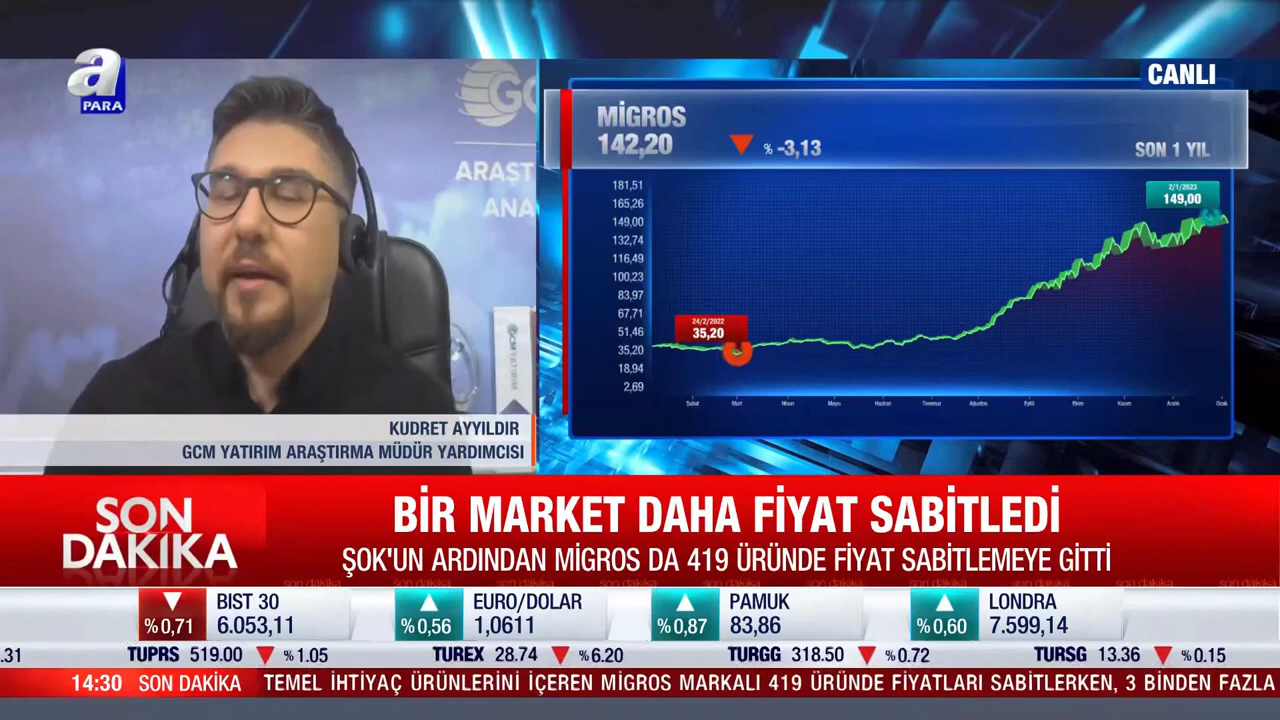 a
PARA
CANLI
GC
ARAŞT
ANA
GCM YATIRIM
KUDRET AYYILDIR
GCM YATIRIM ARAŞTIRMA MÜDÜR YARDIMCISI
MİGROS
142,20
% -3,13
SON 1 YIL
181,51
165,26
149,00
132,74
116,49
100,23
83,97
67,71
51,46
35,20
18,94
2,69
24/2/2022
35,20
2/1/2023
149,00
Şubat Mart Nisan Mayıs Haziran Temmuz Ağustos Eylül Ekim Kasım Aralık Ocak
SON
DAKİKA
BİR MARKET DAHA FİYAT SABİTLEDİ
ŞOK'UN ARDINDAN MİGROS DA 419 ÜRÜNDE FİYAT SABİTLEMEYE GİTTİ
%0,71 BIST 30 6.053,11
%0,56 EURO/DOLAR 1,0611
%0,87 PAMUK 83,86
%0,60 LONDRA 7.599,14
.31 TUPRS 519.00 %1.05 TUREX 28.74 %6.20 TURGG 318.50 %0.72 TURSG 13.36 %0.15
14:30 SON DAKİKA TEMEL İHTİYAÇ ÜRÜNLERİNİ İÇEREN MİGROS MARKALI 419 ÜRÜNDE FİYATLARI SABİTLERKEN, 3 BİNDEN FAZLA